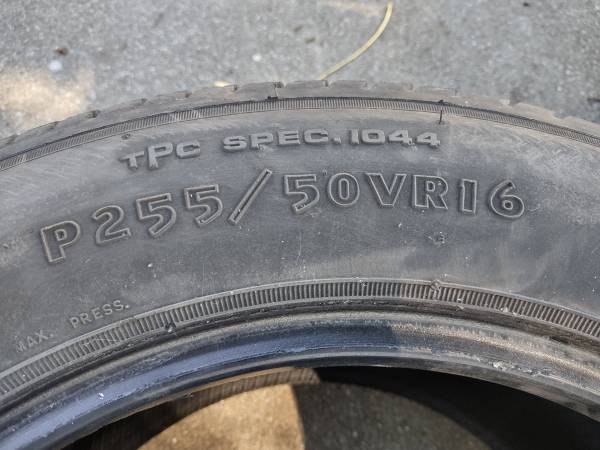 TPC SPEC.1044
P255/50VR16
MAX. PRESS.